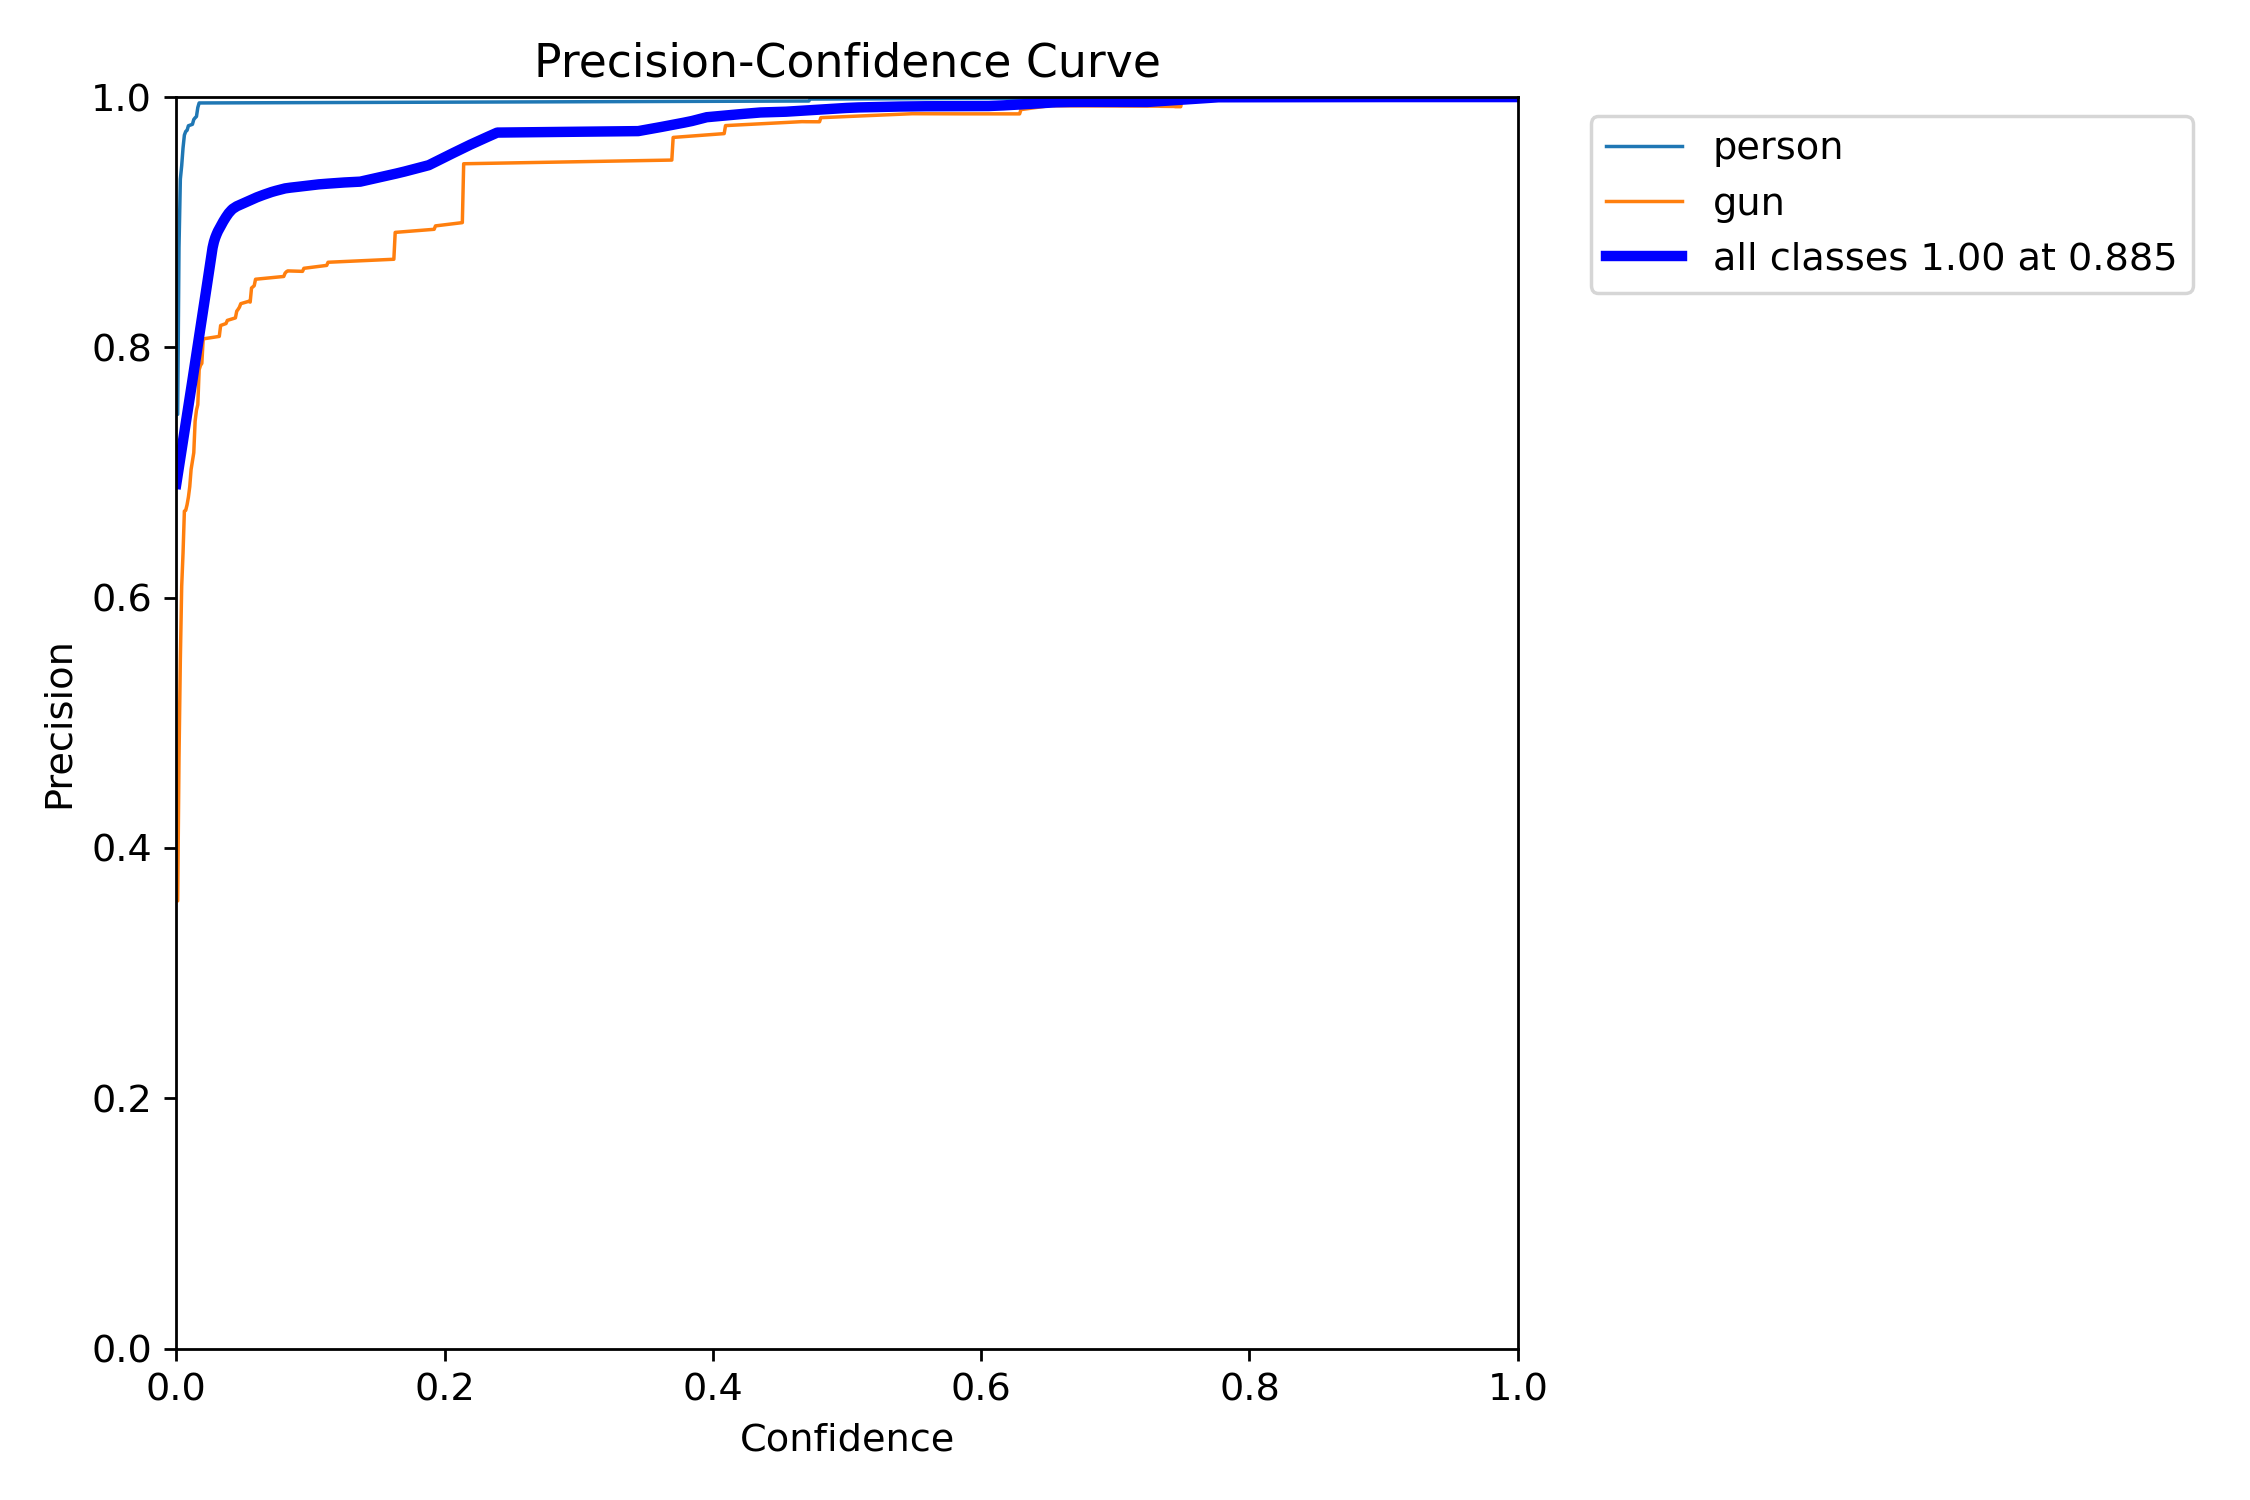 Precision-Confidence Curve
1.0
0.8
0.6
0.4
0.2
0.0
Precision
0.0 0.2 0.4 0.6 0.8 1.0
Confidence
person
gun
all classes 1.00 at 0.885